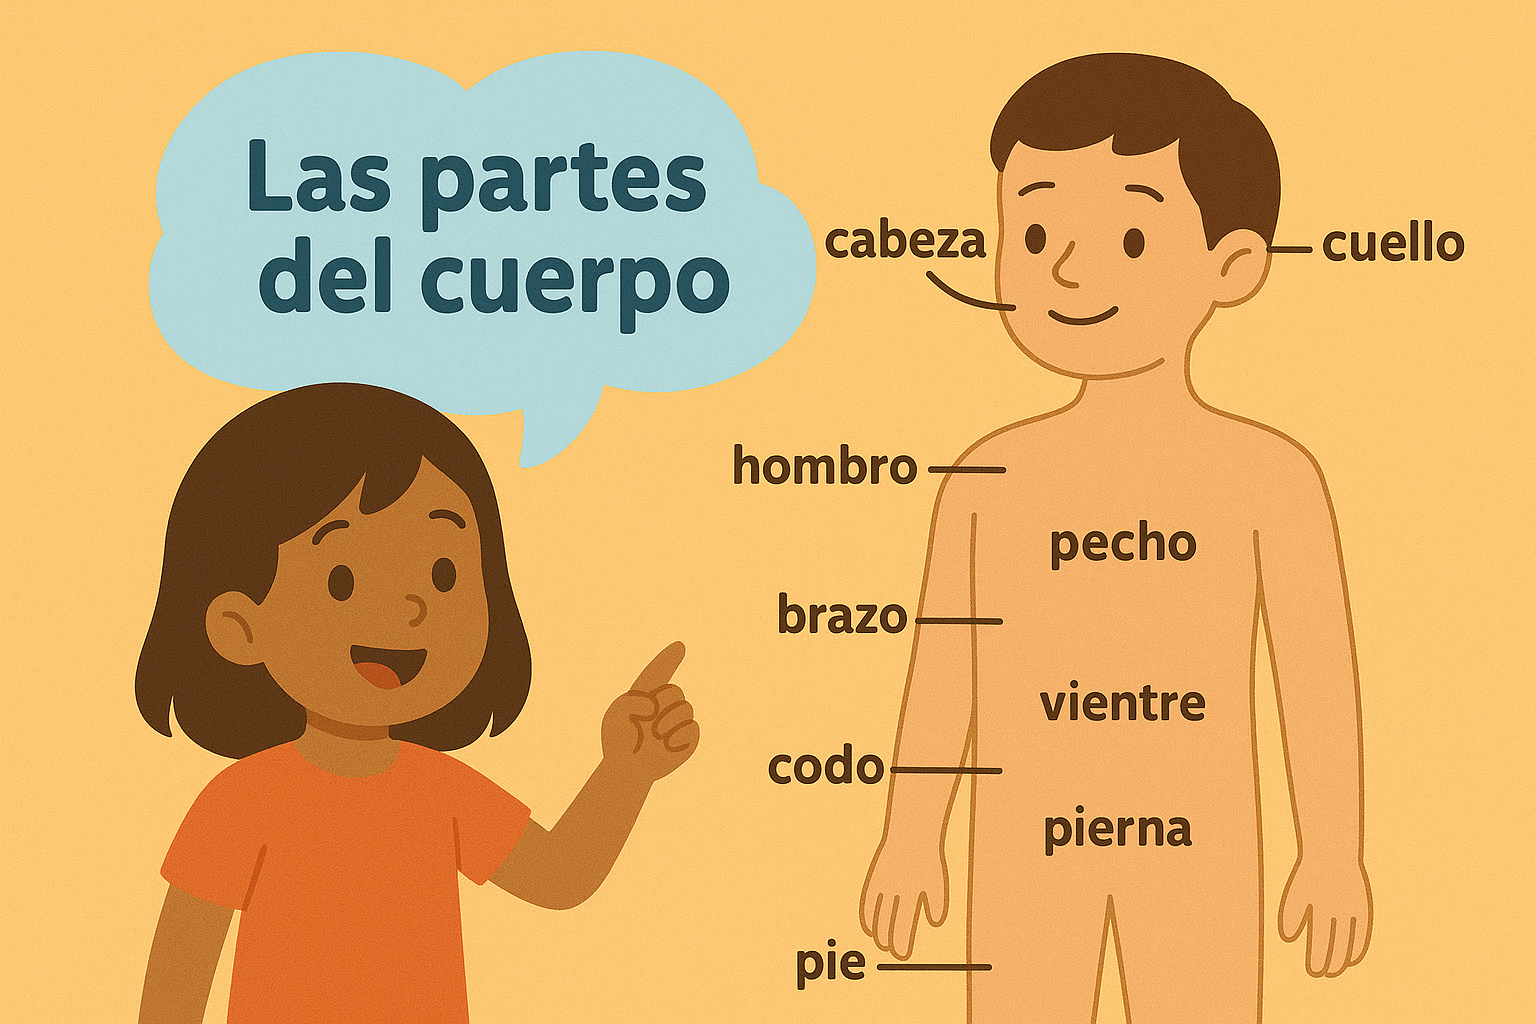 Las partes
del cuerpo
cabeza
cuello
hombro
pecho
brazo
vientre
codo
pierna
pie